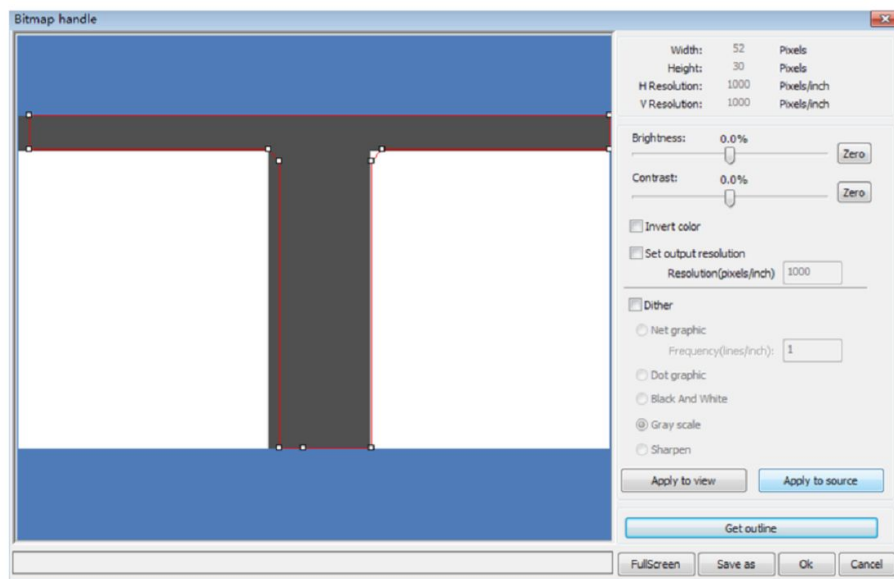 Bitmap handle
Width: 52 Pixels
Height: 30 Pixels
H Resolution: 1000 Pixels/inch
V Resolution: 1000 Pixels/inch
Brightness: 0.0% Zero
Contrast: 0.0% Zero
Invert color
Set output resolution
Resolution(pixels/inch) 1000
Dither
Net graphic
Frequency(lines/inch): 1
Dot graphic
Black And White
Gray scale
Sharpen
Apply to view Apply to source
Get outline
FullScreen Save as Ok Cancel